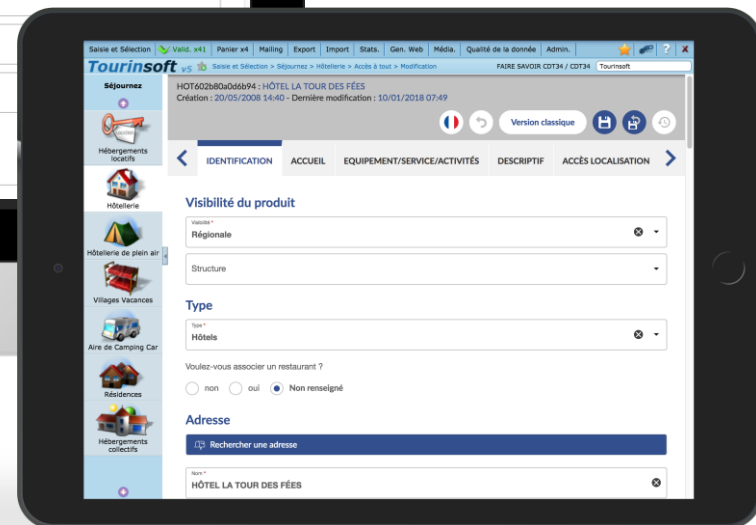 Saisie et Sélection Valid. x41 Panier x4 Mailing Export Import Stats. Gen. Web Média. Qualité de la donnée Admin. ? X
Tourinsoft v5 Saisie et Sélection > Séjournez > Hôtellerie > Accès à tout > Modification FAIRE SAVOIR CDT34 / CDT34 Tourinsoft
Séjournez
Location
Hébergements
locatifs
Hôtellerie
Hôtellerie de plein air
Villages Vacances
Aire de Camping Car
Résidences
Hébergements
collectifs
HOT602b80a0d6b94 : HÔTEL LA TOUR DES FÉES
Création : 20/05/2008 14:40 - Dernière modification : 10/01/2018 07:49
Version classique
IDENTIFICATION ACCUEIL EQUIPEMENT/SERVICE/ACTIVITÉS DESCRIPTIF ACCÈS LOCALISATION
Visibilité du produit
Visibilité *
Régionale
Structure
Type
Type *
Hôtels
Voulez-vous associer un restaurant ?
non oui Non renseigné
Adresse
Rechercher une adresse
Nom *
HÔTEL LA TOUR DES FÉES